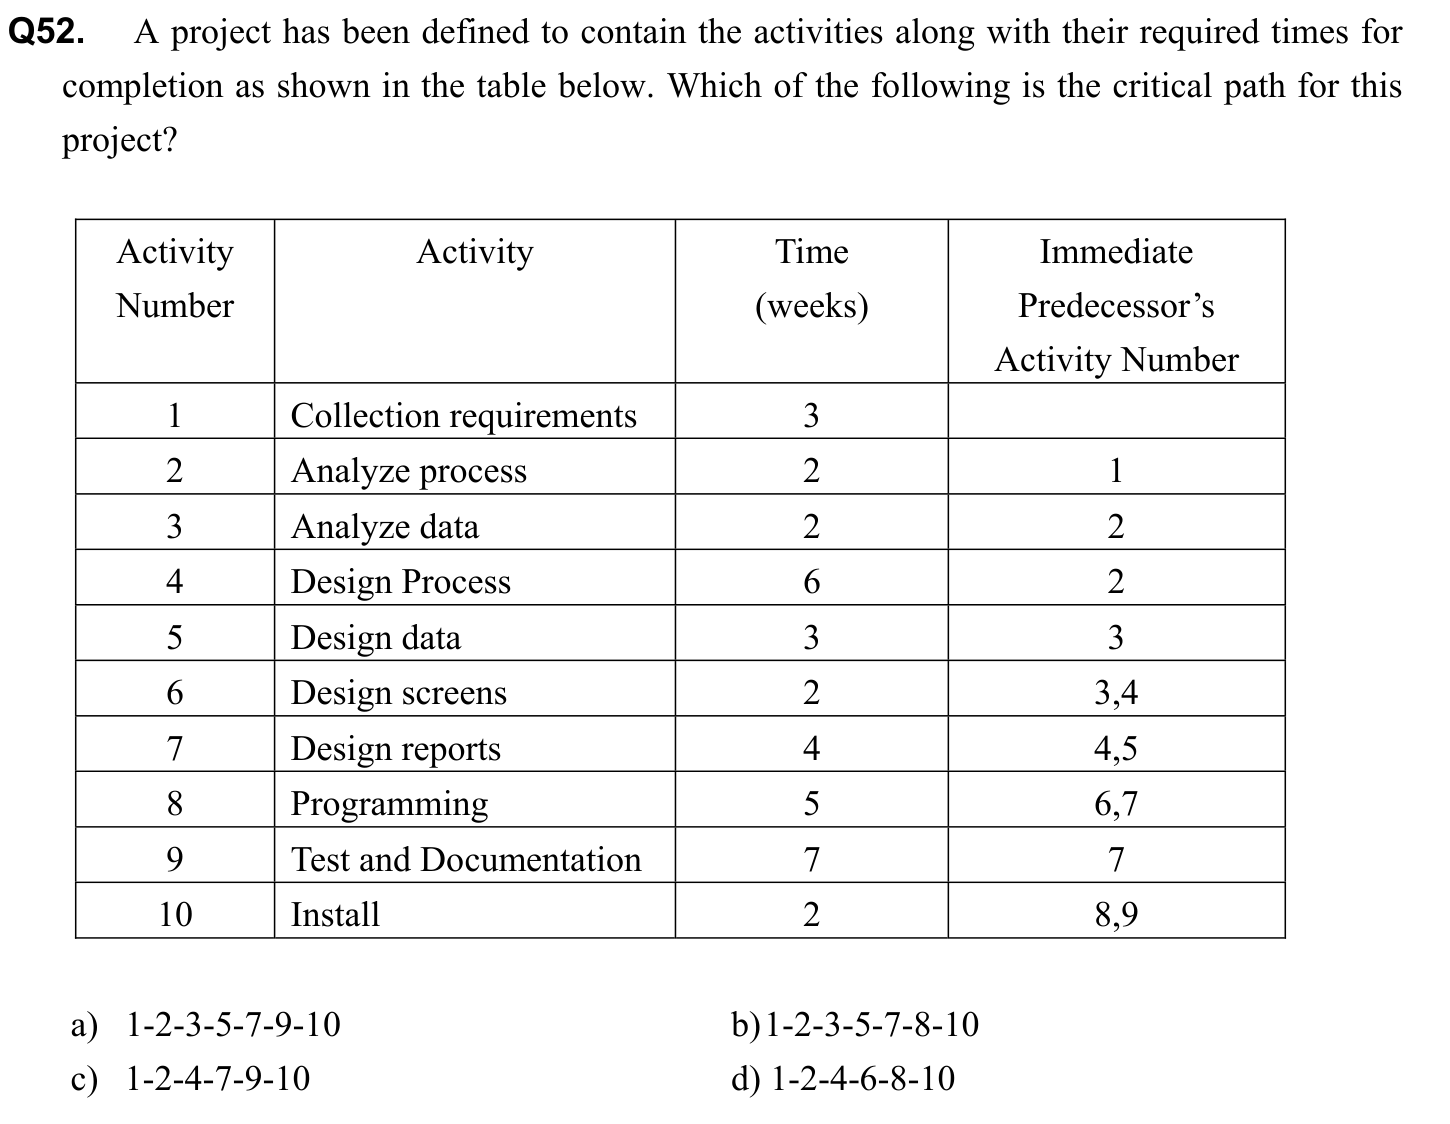 Q52. A project has been defined to contain the activities along with their required times for
completion as shown in the table below. Which of the following is the critical path for this
project?
Activity Number Activity Time (weeks) Immediate Predecessor’s Activity Number
1 Collection requirements 3
2 Analyze process 2 1
3 Analyze data 2 2
4 Design Process 6 2
5 Design data 3 3
6 Design screens 2 3,4
7 Design reports 4 4,5
8 Programming 5 6,7
9 Test and Documentation 7 7
10 Install 2 8,9
a) 1-2-3-5-7-9-10 b) 1-2-3-5-7-8-10
c) 1-2-4-7-9-10 d) 1-2-4-6-8-10